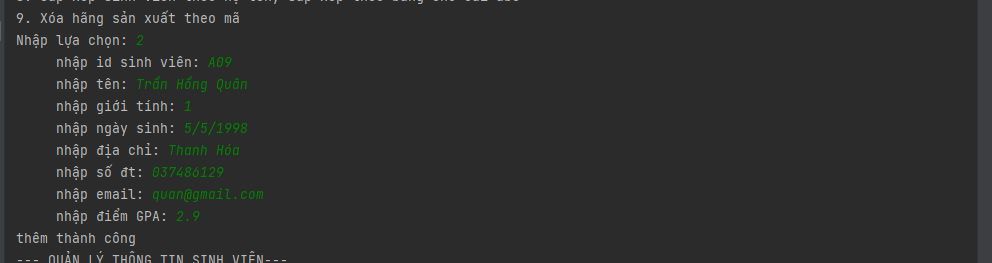 9. Xóa hãng sản xuất theo mã
Nhập lựa chọn: 2
nhập id sinh viên: A09
nhập tên: Trần Hồng Quân
nhập giới tính: 1
nhập ngày sinh: 5/5/1998
nhập địa chỉ: Thanh Hóa
nhập số đt: 037486129
nhập email: quan@gmail.com
nhập điểm GPA: 2.9
thêm thành công
--- QUẢN LÝ THÔNG TIN SINH VIÊN---